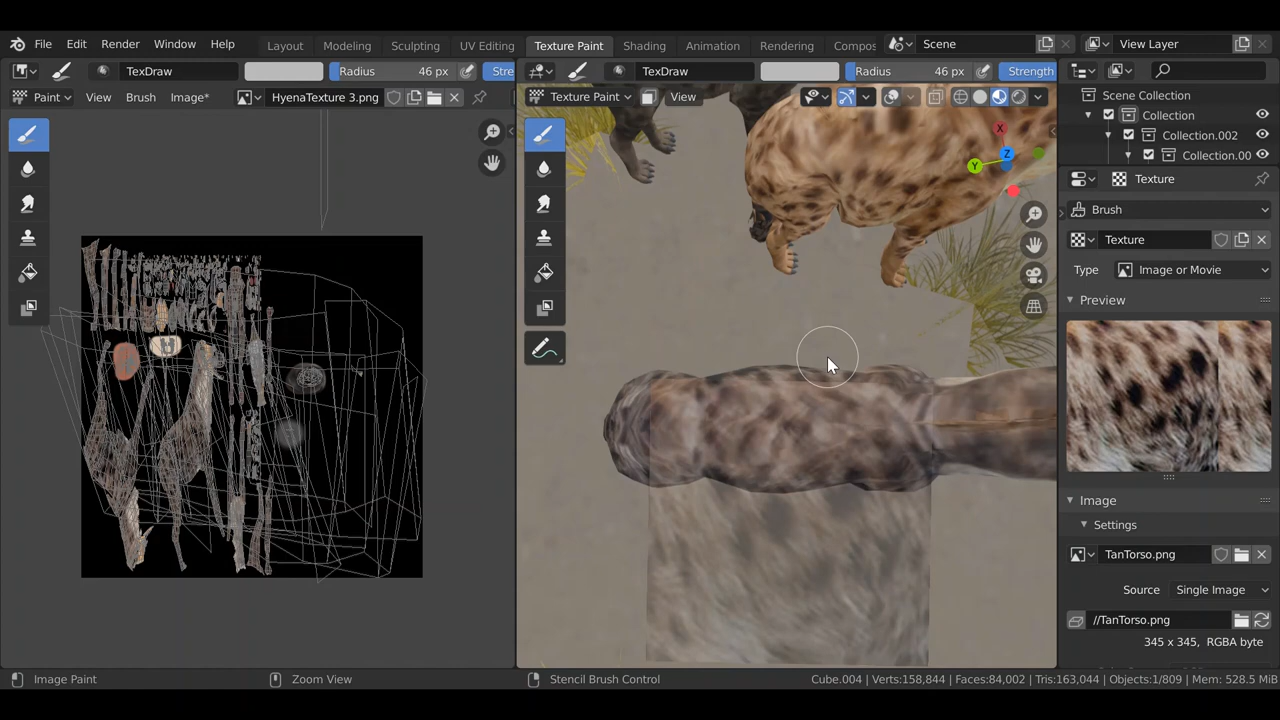 File Edit Render Window Help Layout Modeling Sculpting UV Editing Texture Paint Shading Animation Rendering Compos Scene View Layer
TexDraw Radius 46 px Stre TexDraw Radius 46 px Strength
Paint View Brush Image* HyenaTexture 3.png Texture Paint View
Scene Collection
Collection
Collection.002
Collection.00
Texture
Brush
Texture
Type Image or Movie
Preview
Image
Settings
TanTorso.png
Source Single Image
//TanTorso.png
345 x 345, RGBA byte
X
Y
Z
Image Paint Zoom View Stencil Brush Control Cube.004 | Verts:158,844 | Faces:84,002 | Tris:163,044 | Objects:1/809 | Mem: 528.5 MiB